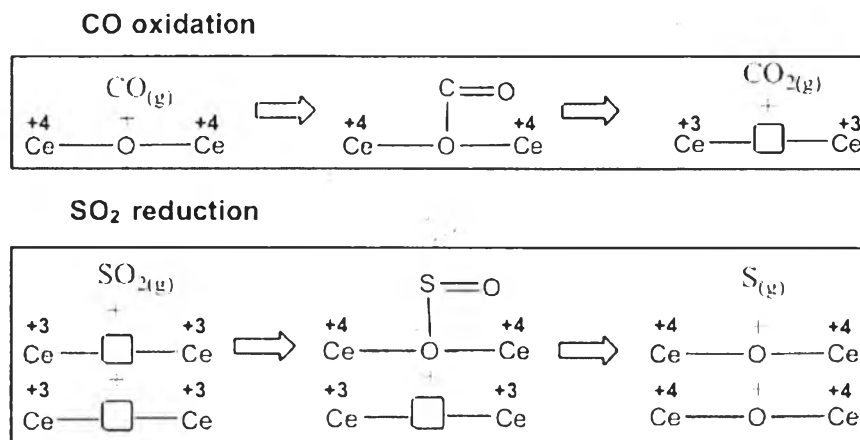 CO oxidation
CO(g) C=O CO2(g)
+4 + +4 +4 +4 +3 + +3
Ce—O—Ce Ce—O—Ce Ce—□—Ce
SO₂ reduction
SO2(g) S=O S(g)
+3 + +3 +4 +4 +4 + +4
Ce—□—Ce Ce—O—Ce Ce—O—Ce
+3 + +3 +3 + +3 +4 + +4
Ce—□—Ce Ce—□—Ce Ce—O—Ce